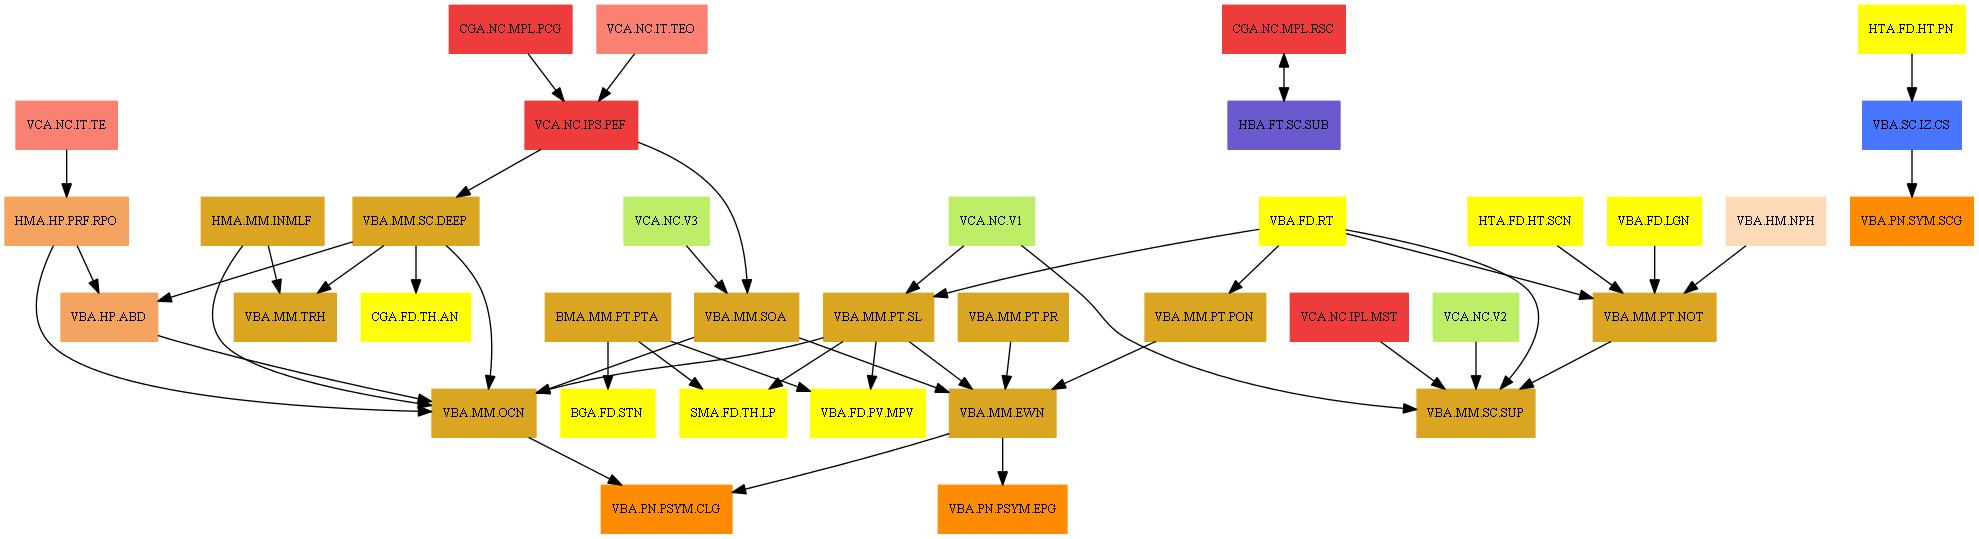 CGA.NC.MPL.PCG
VCA.NC.IT.TEO
CGA.NC.MPL.RSC
HTA.FD.HT.PN
VCA.NC.IT.TE
VCA.NC.IPS.PEF
HBA.FT.SC.SUB
VBA.SC.IZ.CS
HMA.HP.PRF.RPO
HMA.MM.INMLF
VBA.MM.SC.DEEP
VCA.NC.V3
VCA.NC.V1
VBA.FD.RT
HTA.FD.HT.SCN
VBA.FD.LGN
VBA.HM.NPH
VBA.PN.SYM.SCG
VBA.HP.ABD
VBA.MM.TRH
CGA.FD.TH.AN
BMA.MM.PT.PTA
VBA.MM.SOA
VBA.MM.PT.SL
VBA.MM.PT.PR
VBA.MM.PT.PON
VCA.NC.IPL.MST
VCA.NC.V2
VBA.MM.PT.NOT
VBA.MM.OCN
BGA.FD.STN
SMA.FD.TH.LP
VBA.FD.PV.MPV
VBA.MM.EWN
VBA.MM.SC.SUP
VBA.PN.PSYM.CLG
VBA.PN.PSYM.EPG